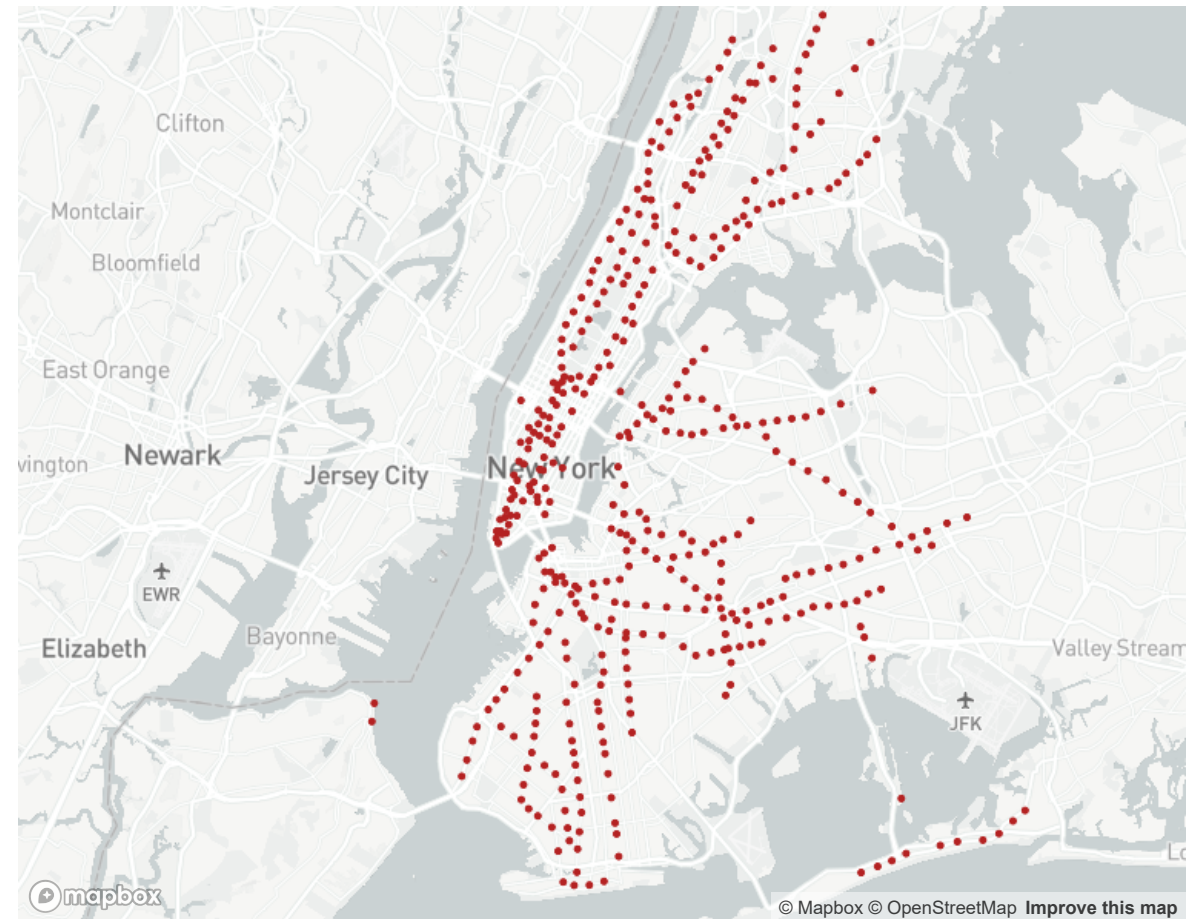 Clifton
Montclair
Bloomfield
East Orange
vington
Newark
Jersey City
New York
EWR
Elizabeth
Bayonne
Valley Stream
JFK
Lo
mapbox
© Mapbox © OpenStreetMap Improve this map